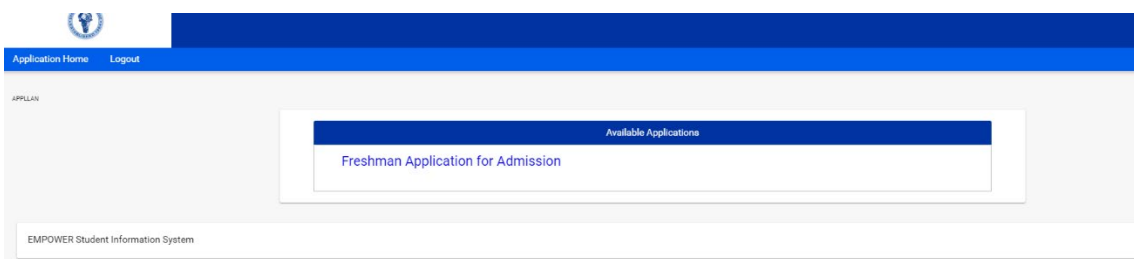 Application Home Logout
APPLLAN
Available Applications
Freshman Application for Admission
EMPOWER Student Information System